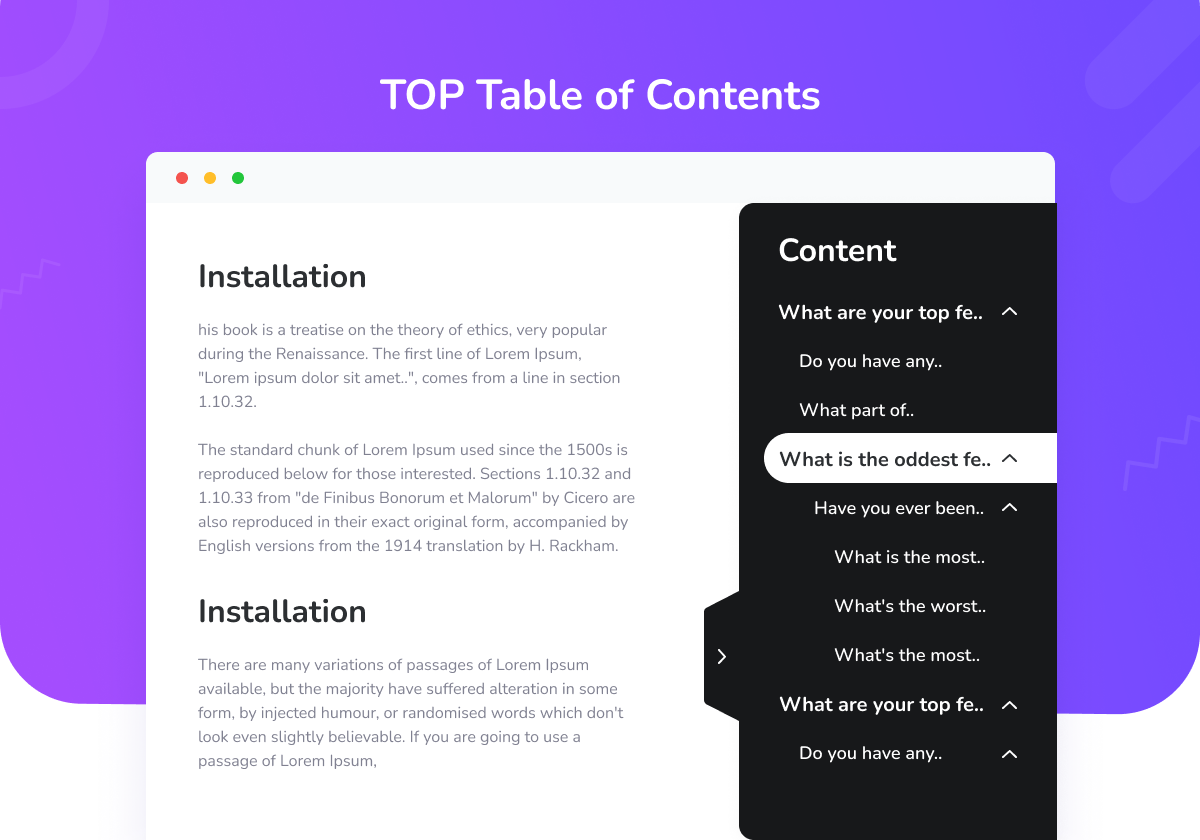 TOP Table of Contents
Installation
his book is a treatise on the theory of ethics, very popular
during the Renaissance. The first line of Lorem Ipsum,
"Lorem ipsum dolor sit amet..", comes from a line in section
1.10.32.
The standard chunk of Lorem Ipsum used since the 1500s is
reproduced below for those interested. Sections 1.10.32 and
1.10.33 from "de Finibus Bonorum et Malorum" by Cicero are
also reproduced in their exact original form, accompanied by
English versions from the 1914 translation by H. Rackham.
Installation
There are many variations of passages of Lorem Ipsum
available, but the majority have suffered alteration in some
form, by injected humour, or randomised words which don't
look even slightly believable. If you are going to use a
passage of Lorem Ipsum,
Content
What are your top fe..
Do you have any..
What part of..
What is the oddest fe..
Have you ever been..
What is the most..
What's the worst..
What's the most..
What are your top fe..
Do you have any..